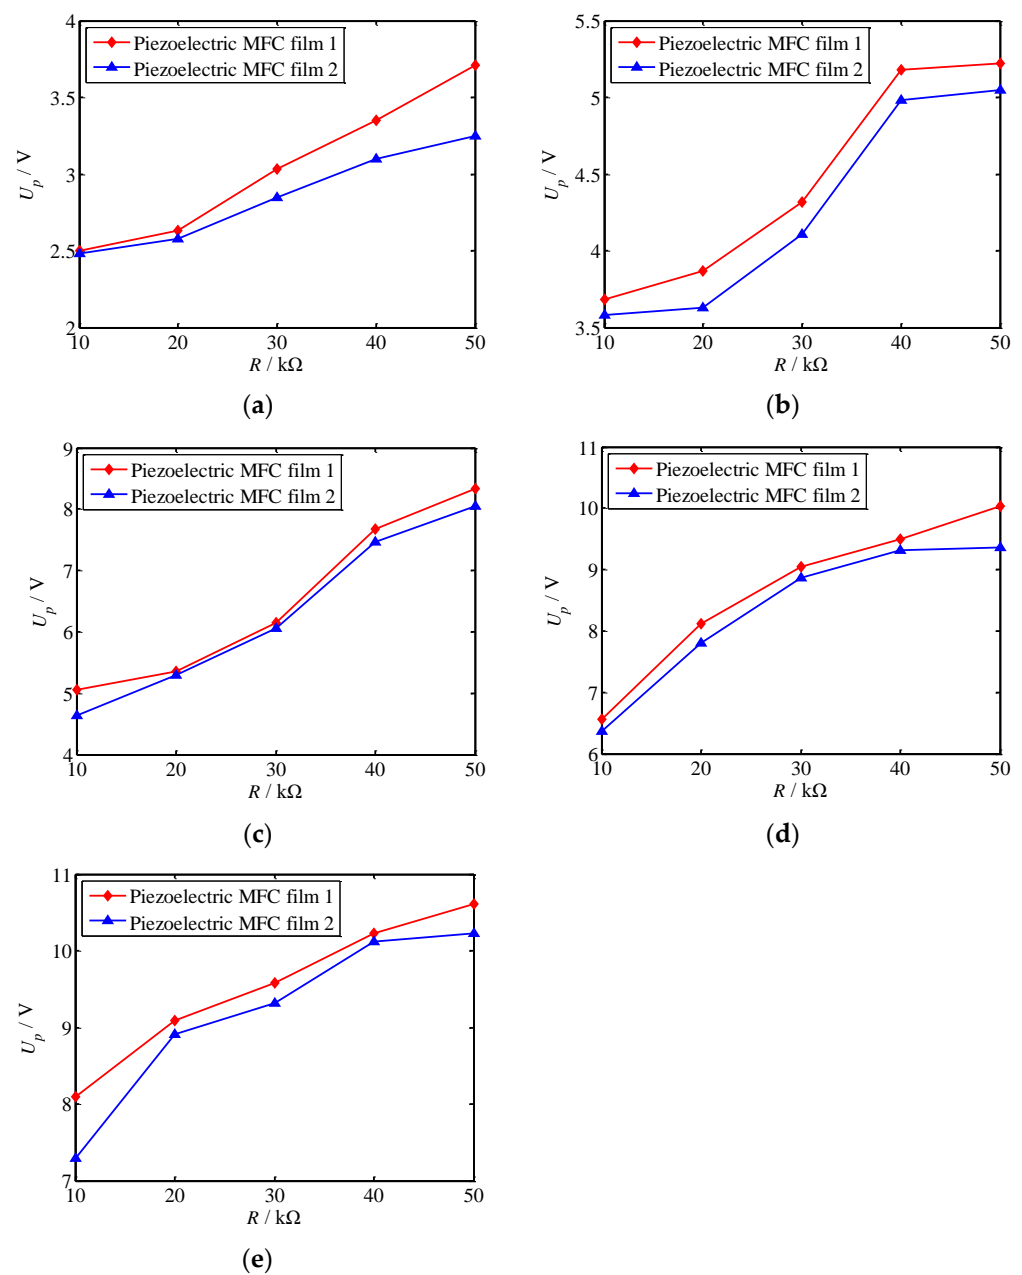 4
Piezoelectric MFC film 1
Piezoelectric MFC film 2
3.5
3
2.5
2
U_p / V
10 20 30 40 50
R / kΩ
(a)
5.5
Piezoelectric MFC film 1
Piezoelectric MFC film 2
5
4.5
4
3.5
U_p / V
10 20 30 40 50
R / kΩ
(b)
9
Piezoelectric MFC film 1
Piezoelectric MFC film 2
8
7
6
5
4
U_p / V
10 20 30 40 50
R / kΩ
(c)
11
Piezoelectric MFC film 1
Piezoelectric MFC film 2
10
9
8
7
6
U_p / V
10 20 30 40 50
R / kΩ
(d)
11
Piezoelectric MFC film 1
Piezoelectric MFC film 2
10
9
8
7
U_p / V
10 20 30 40 50
R / kΩ
(e)